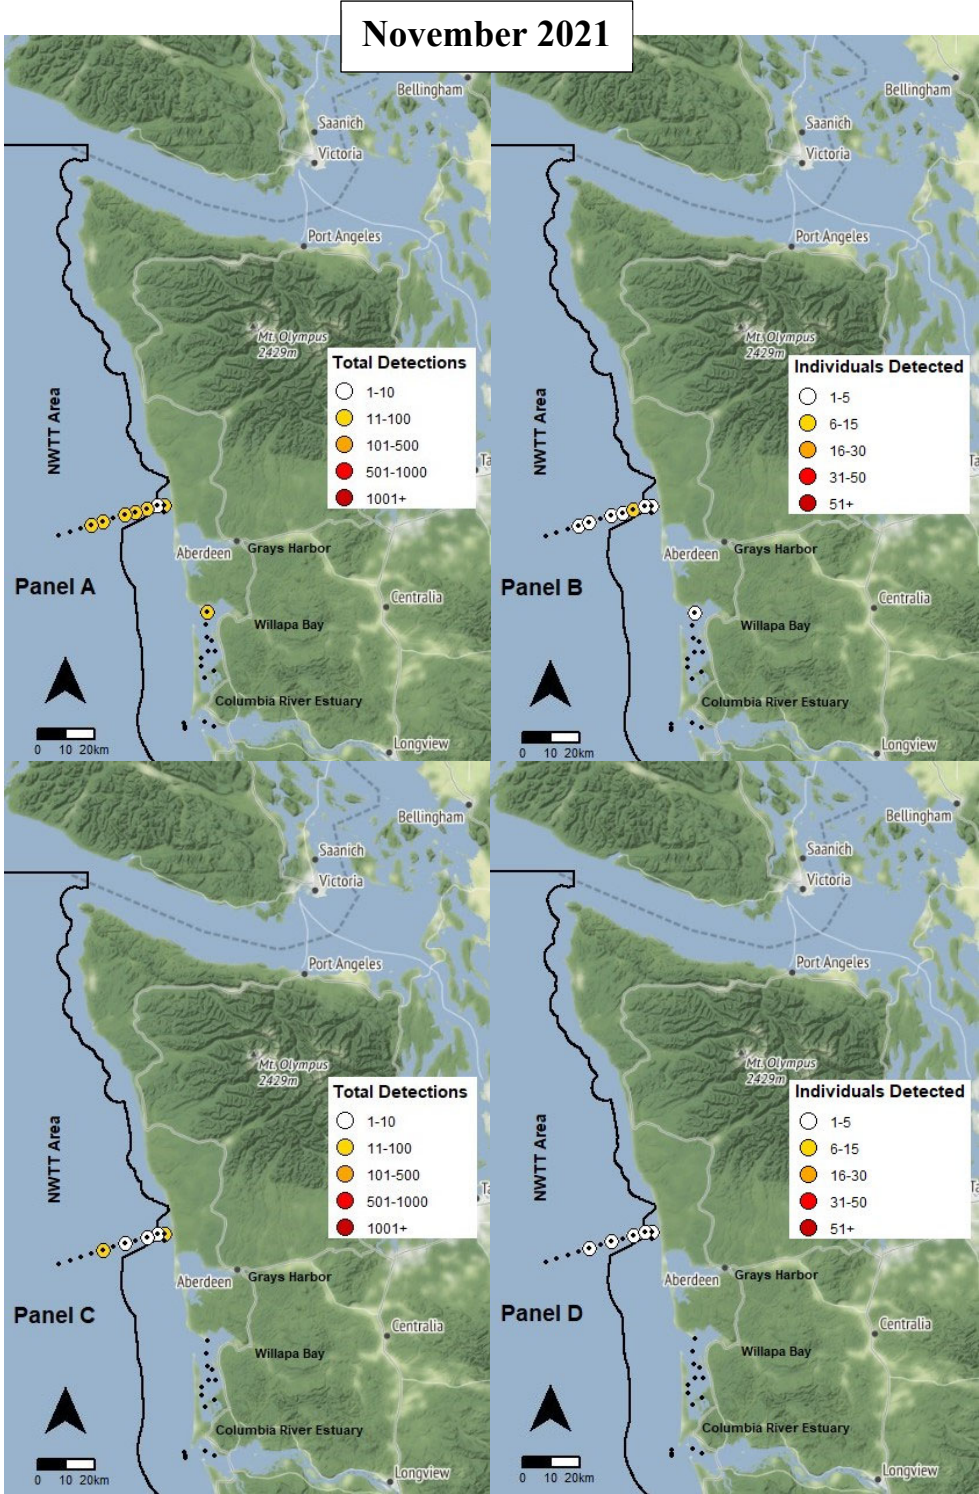 November 2021
Bellingham
Saanich
Victoria
Port Angeles
Mt. Olympus
2429m
NWTT Area
Total Detections
1-10
11-100
101-500
501-1000
1001+
Ta
Aberdeen
Grays Harbor
Panel A
Centralia
Willapa Bay
Columbia River Estuary
0 10 20km
Longview
Bellingham
Saanich
Victoria
Port Angeles
Mt. Olympus
2429m
NWTT Area
Individuals Detected
1-5
6-15
16-30
31-50
51+
Ta
Aberdeen
Grays Harbor
Panel B
Centralia
Willapa Bay
Columbia River Estuary
0 10 20km
Longview
Bellingham
Saanich
Victoria
Port Angeles
Mt. Olympus
2429m
NWTT Area
Total Detections
1-10
11-100
101-500
501-1000
1001+
Aberdeen
Grays Harbor
Panel C
Centralia
Willapa Bay
Columbia River Estuary
0 10 20km
Longview
Bellingham
Saanich
Victoria
Port Angeles
Mt. Olympus
2429m
NWTT Area
Individuals Detected
1-5
6-15
16-30
31-50
51+
Ta
Aberdeen
Grays Harbor
Panel D
Centralia
Willapa Bay
Columbia River Estuary
0 10 20km
Longview